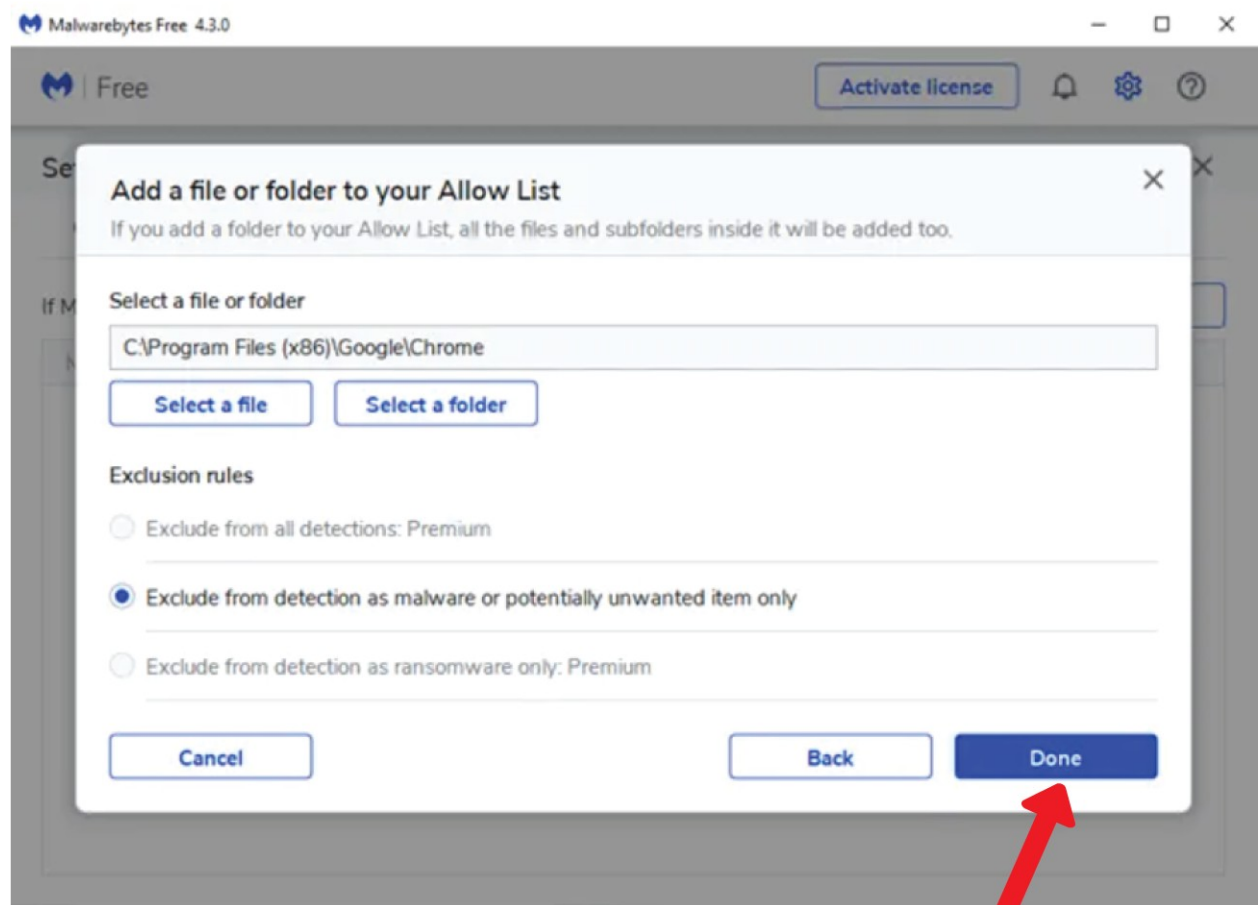 Malwarebytes Free 4.3.0
Free
Activate license
Se
Add a file or folder to your Allow List
If you add a folder to your Allow List, all the files and subfolders inside it will be added too.
If M
Select a file or folder
C:\Program Files (x86)\Google\Chrome
Select a file
Select a folder
Exclusion rules
Exclude from all detections: Premium
Exclude from detection as malware or potentially unwanted item only
Exclude from detection as ransomware only: Premium
Cancel
Back
Done